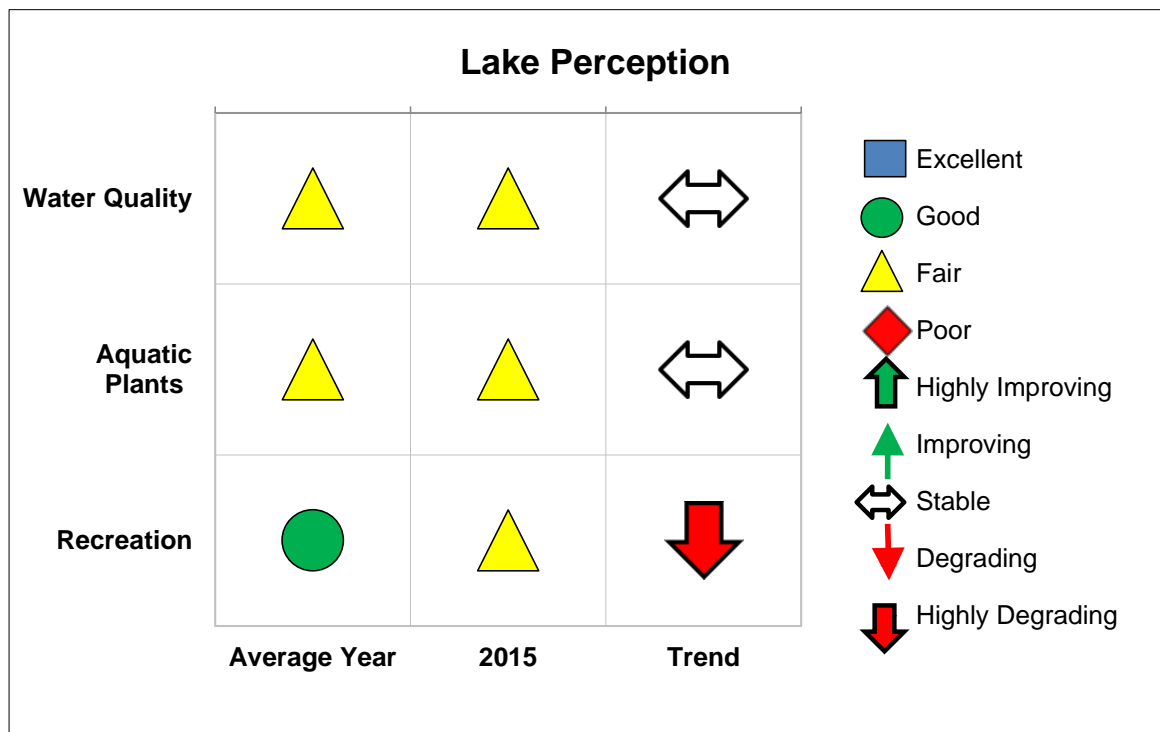 Lake Perception
Water Quality
Aquatic
Plants
Recreation
Average Year
2015
Trend
Excellent
Good
Fair
Poor
Highly Improving
Improving
Stable
Degrading
Highly Degrading